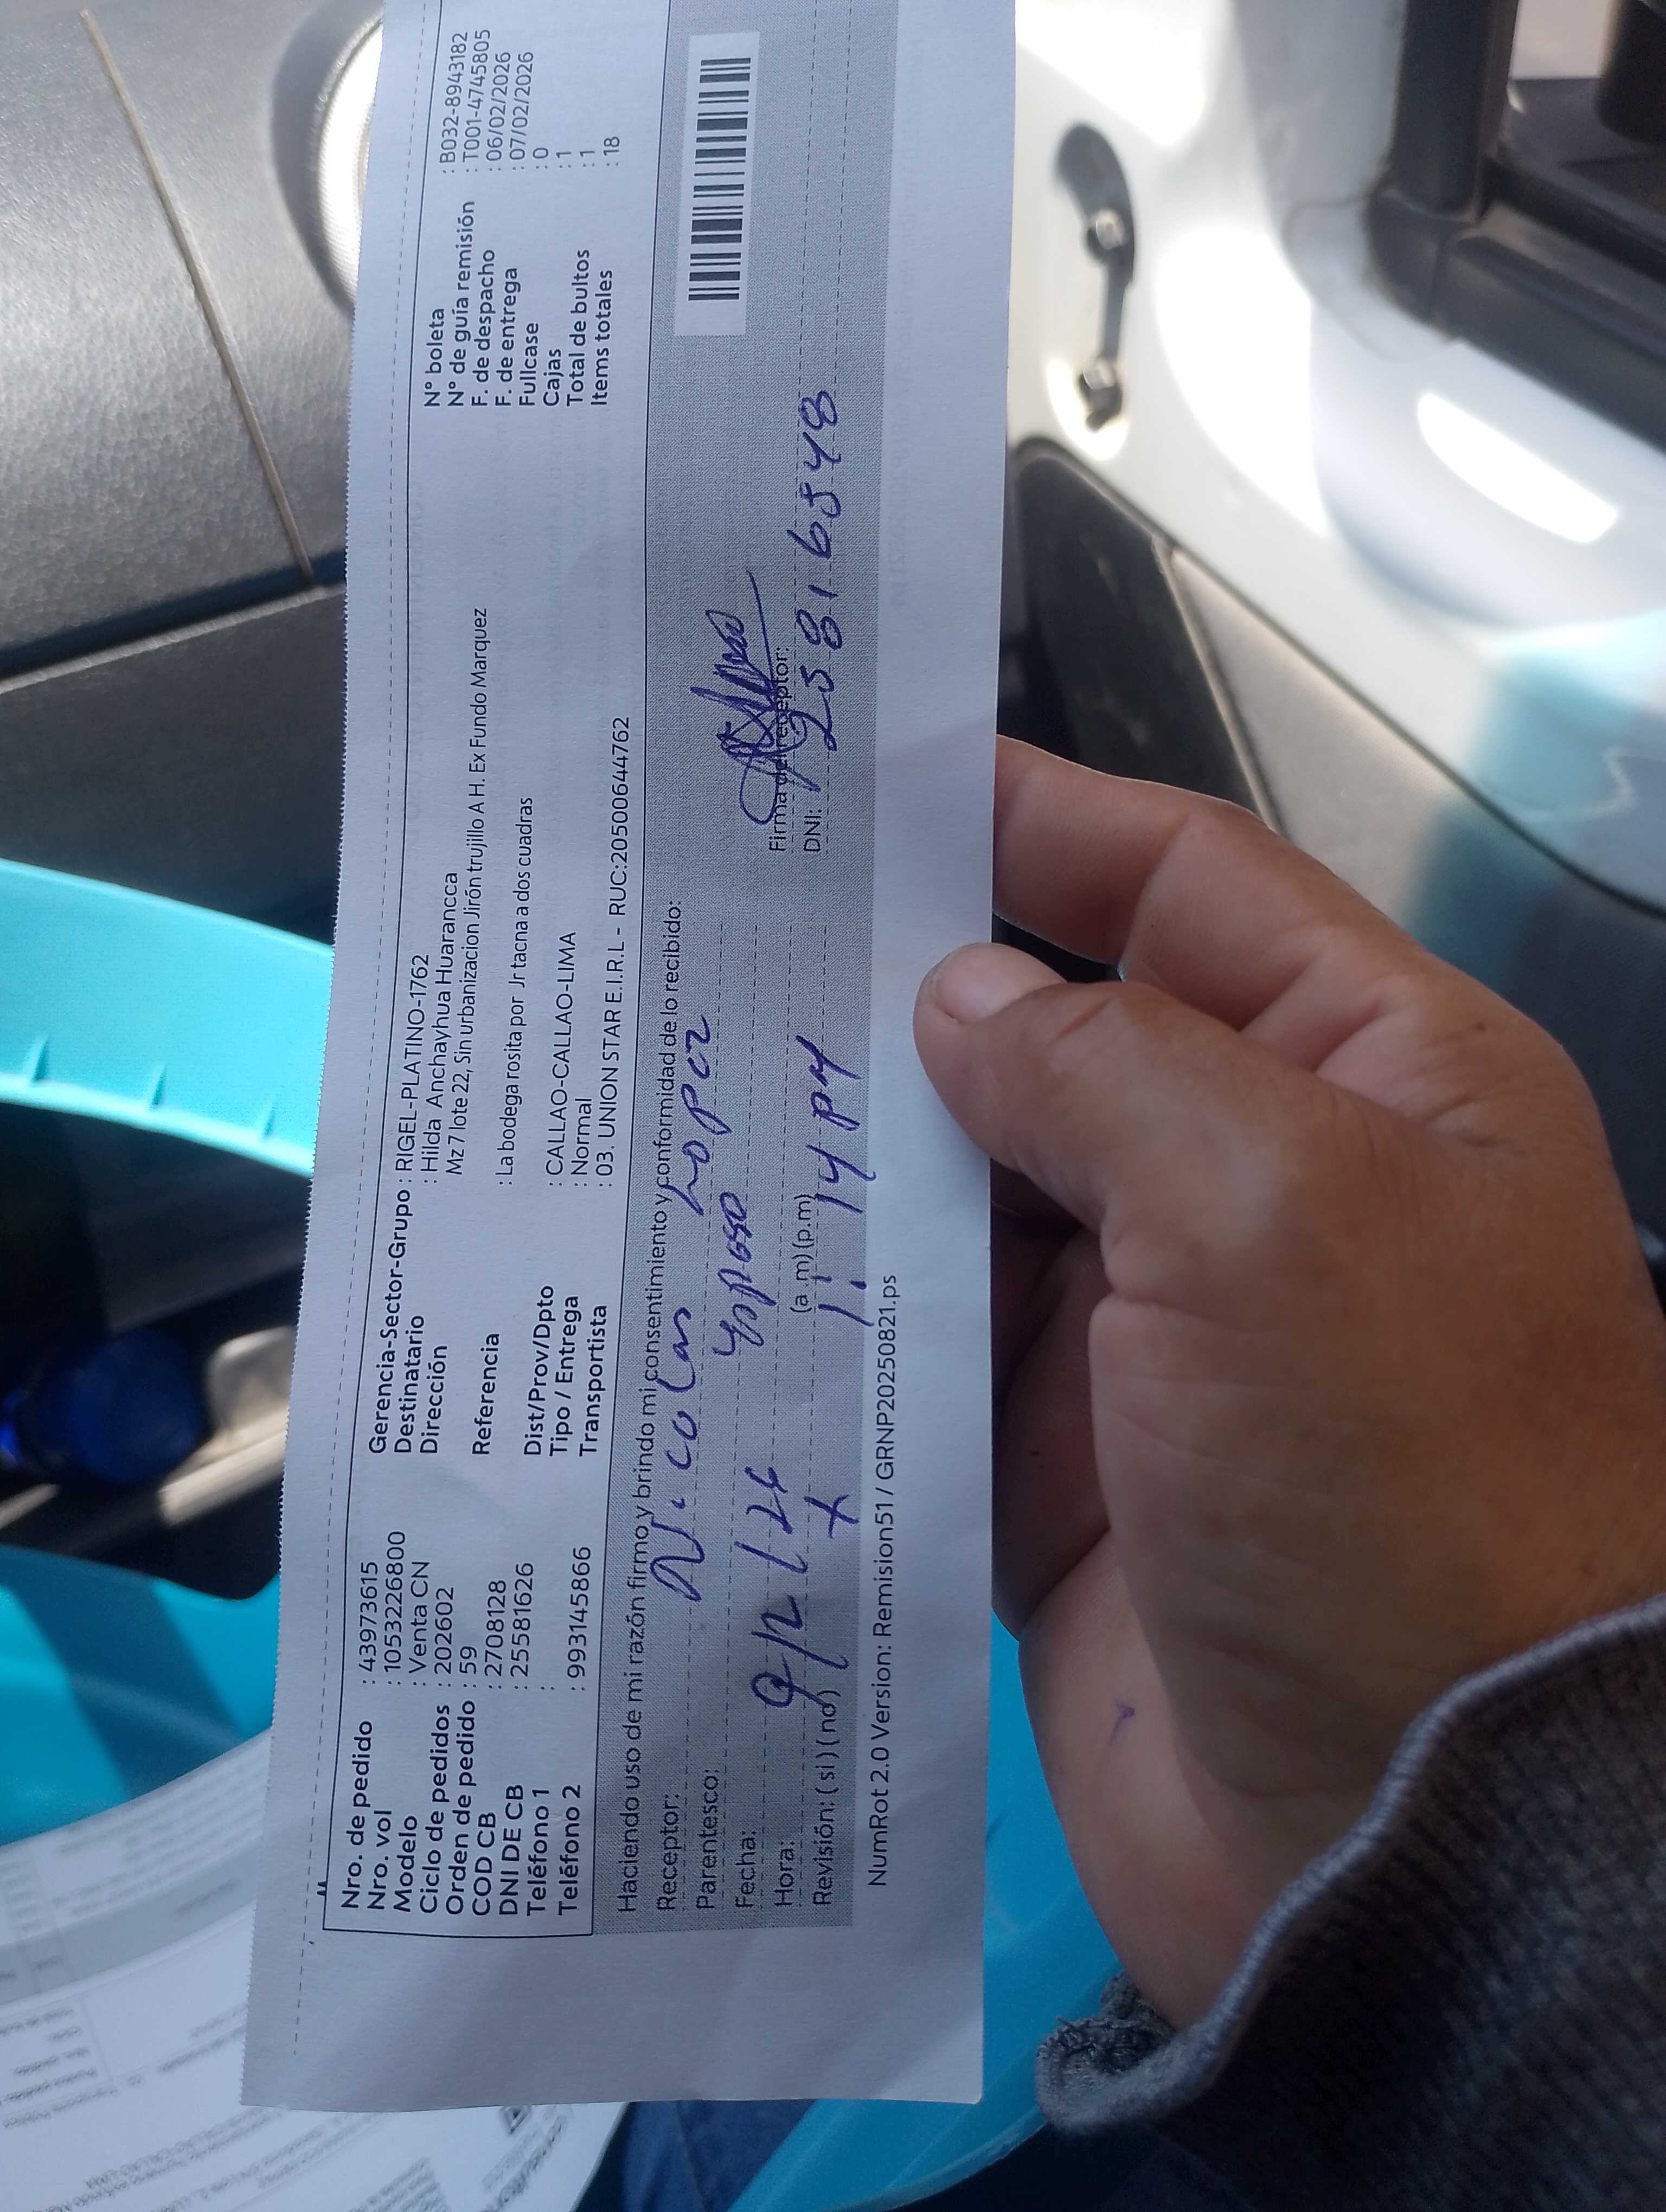 Nro. de pedido : 43973615
Nro. vol : 1053226800
Modelo : Venta CN
Ciclo de pedidos : 202602
Orden de pedido : 59
COD CB : 2708128
DNI DE CB : 25581626
Teléfono 1 :
Teléfono 2 : 993145866
Gerencia-Sector-Grupo : RIGEL-PLATINO-1762
Destinatario : Hilda Anchayhua Huarancca
Dirección Mz 7 lote 22, Sin urbanizacion Jirón trujillo A H. Ex Fundo Marquez
Referencia : La bodega rosita por Jr tacna a dos cuadras
Dist/Prov/Dpto : CALLAO-CALLAO-LIMA
Tipo / Entrega : Normal
Transportista : 03. UNION STAR E.I.R.L - RUC:20500644762
N° boleta : B032-8943182
N° de guía remisión : T001-4745805
F. de despacho : 06/02/2026
F. de entrega : 07/02/2026
Fullcase : 0
Cajas : 1
Total de bultos : 1
Items totales : 18
Haciendo uso de mi razón firmo y brindo mi consentimiento y conformidad de lo recibido:
Receptor: Nicolas Lopez
Parentesco: Esposo
Fecha:
Hora: (a .m) (p.m)
Revisión: ( si ) ( no ) x 1:14 pm
Firma del receptor:
DNI:
NumRot 2.0 Version: Remision51 / GRNP20250821.ps